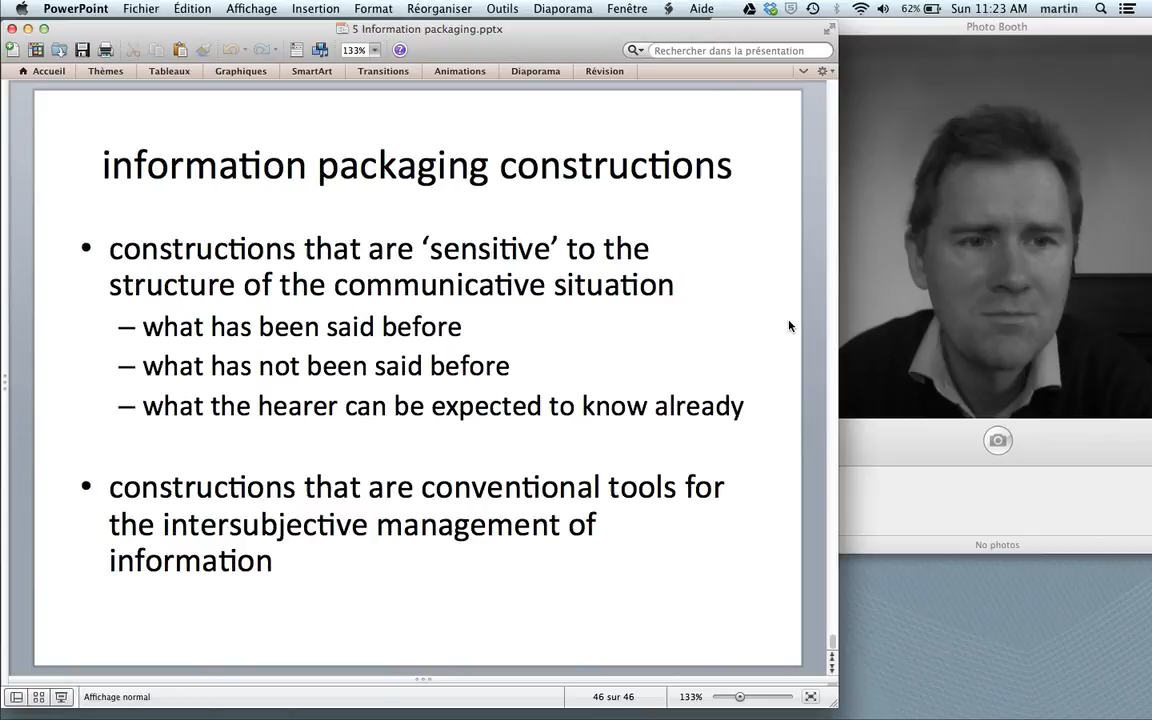 PowerPoint Fichier Édition Affichage Insertion Format Réorganiser Outils Diaporama Fenêtre Aide 62% Sun 11:23 AM martin
5 Information packaging.pptx
Photo Booth
133% Rechercher dans la présentation
Accueil Thèmes Tableaux Graphiques SmartArt Transitions Animations Diaporama Révision
information packaging constructions
• constructions that are ‘sensitive’ to the
structure of the communicative situation
– what has been said before
– what has not been said before
– what the hearer can be expected to know already
• constructions that are conventional tools for
the intersubjective management of
information
No photos
Affichage normal 46 sur 46 133%